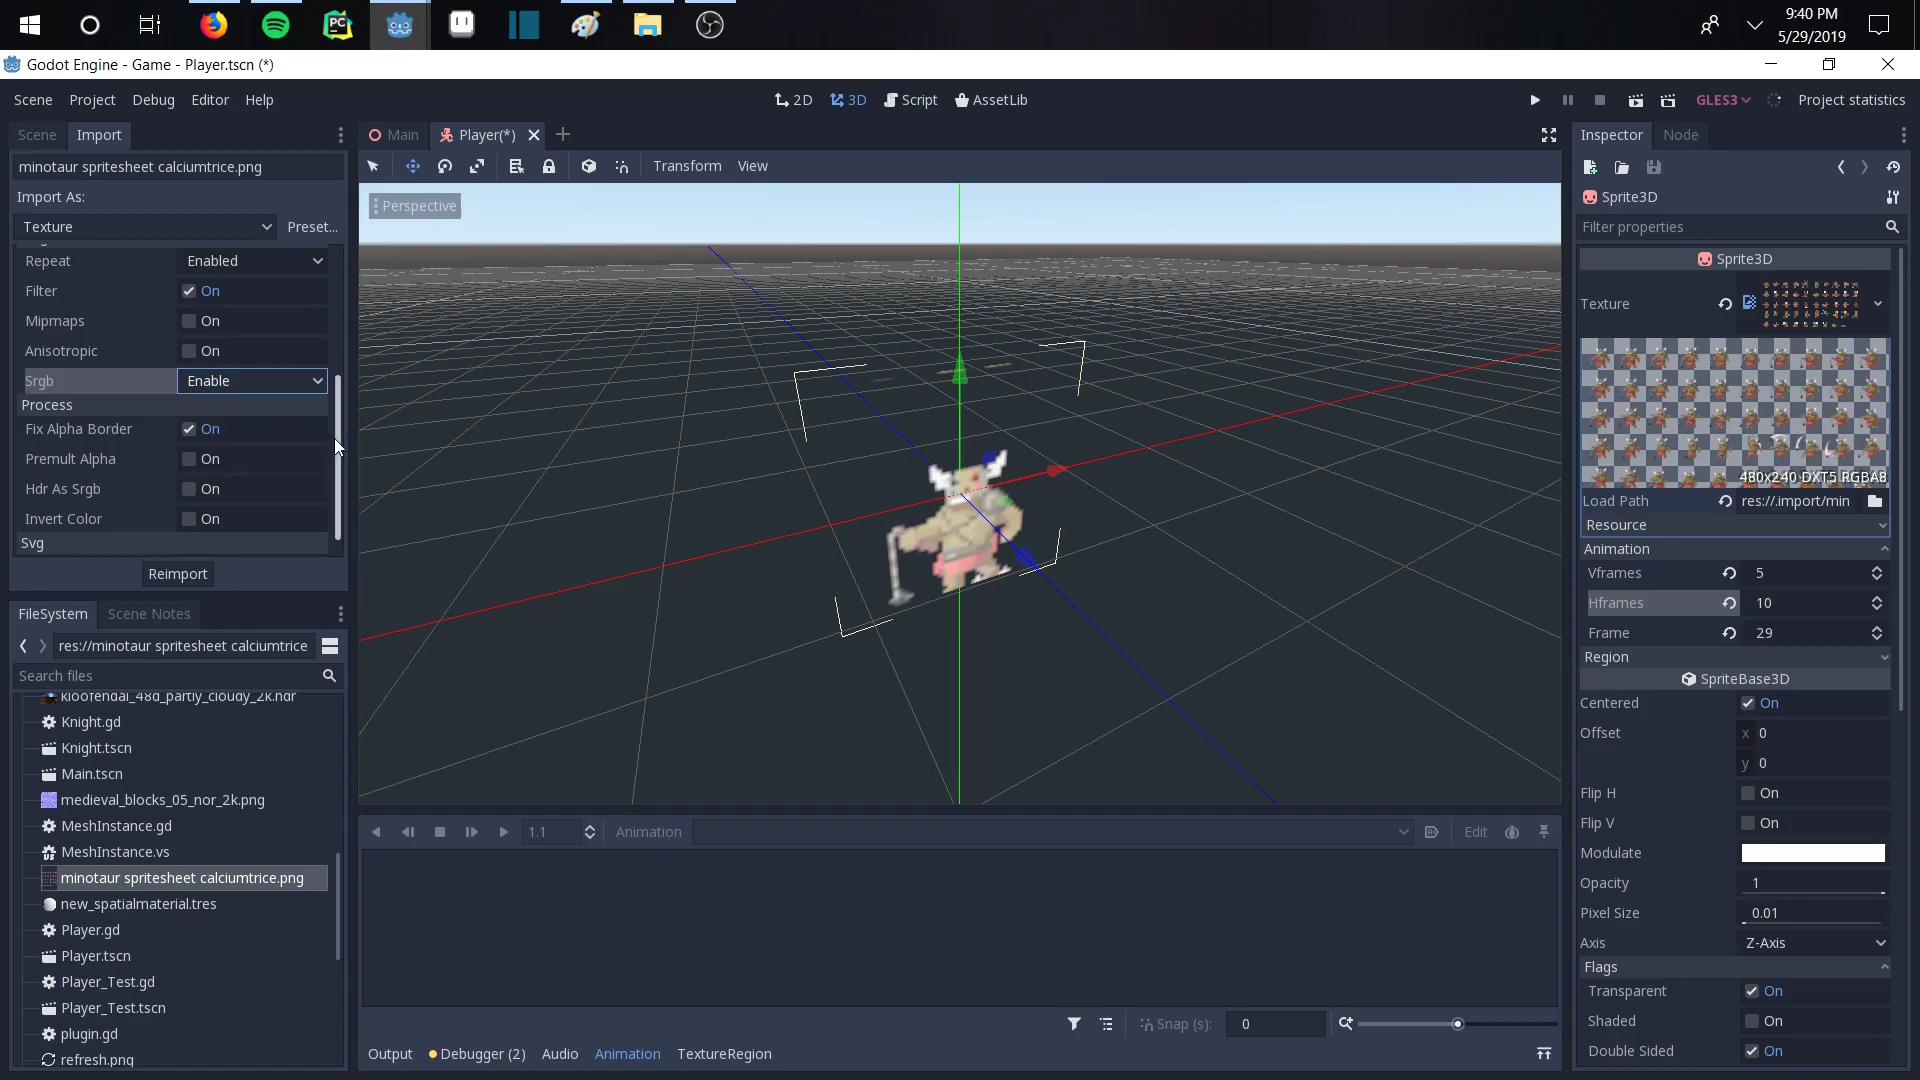 PC
9:40 PM
5/29/2019
Godot Engine - Game - Player.tscn (*)
Scene Project Debug Editor Help
2D 3D Script AssetLib
GLES3 Project statistics
Scene Import
Main Player(*)
Inspector Node
minotaur spritesheet calciumtrice.png
Transform View
Import As:
Sprite3D
Perspective
Texture Preset...
Filter properties
Repeat Enabled
Filter On
Mipmaps On
Anisotropic On
Srgb Enable
Process
Fix Alpha Border On
Premult Alpha On
Hdr As Srgb On
Invert Color On
Svg
Reimport
Sprite3D
Texture
480x240 DXT5 RGBA8
Load Path res://.import/min
Resource
Animation
Vframes 5
Hframes 10
Frame 29
Region
SpriteBase3D
Centered On
Offset x 0
y 0
Flip H On
Flip V On
Modulate
Opacity 1
Pixel Size 0.01
Axis Z-Axis
Flags
Transparent On
Shaded On
Double Sided On
FileSystem Scene Notes
res://minotaur spritesheet calciumtrice
Search files
kloofendal_48d_partly_cloudy_2k.hdr
Knight.gd
Knight.tscn
Main.tscn
medieval_blocks_05_nor_2k.png
MeshInstance.gd
MeshInstance.vs
minotaur spritesheet calciumtrice.png
new_spatialmaterial.tres
Player.gd
Player.tscn
Player_Test.gd
Player_Test.tscn
plugin.gd
refresh.png
1.1 Animation Edit
Snap (s): 0
Output Debugger (2) Audio Animation TextureRegion